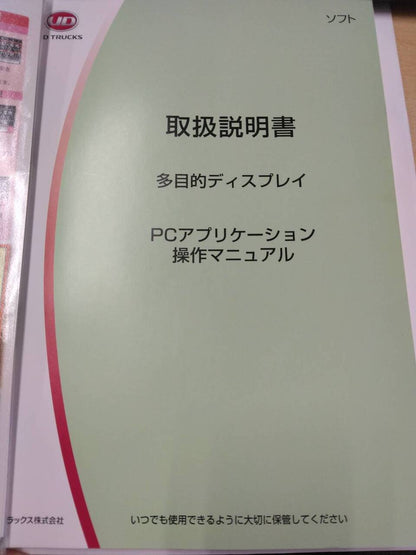 UD
D TRUCKS
ソフト
取扱説明書
多目的ディスプレイ
PCアプリケーション
操作マニュアル
ラックス株式会社
いつでも使用できるように大切に保管してください